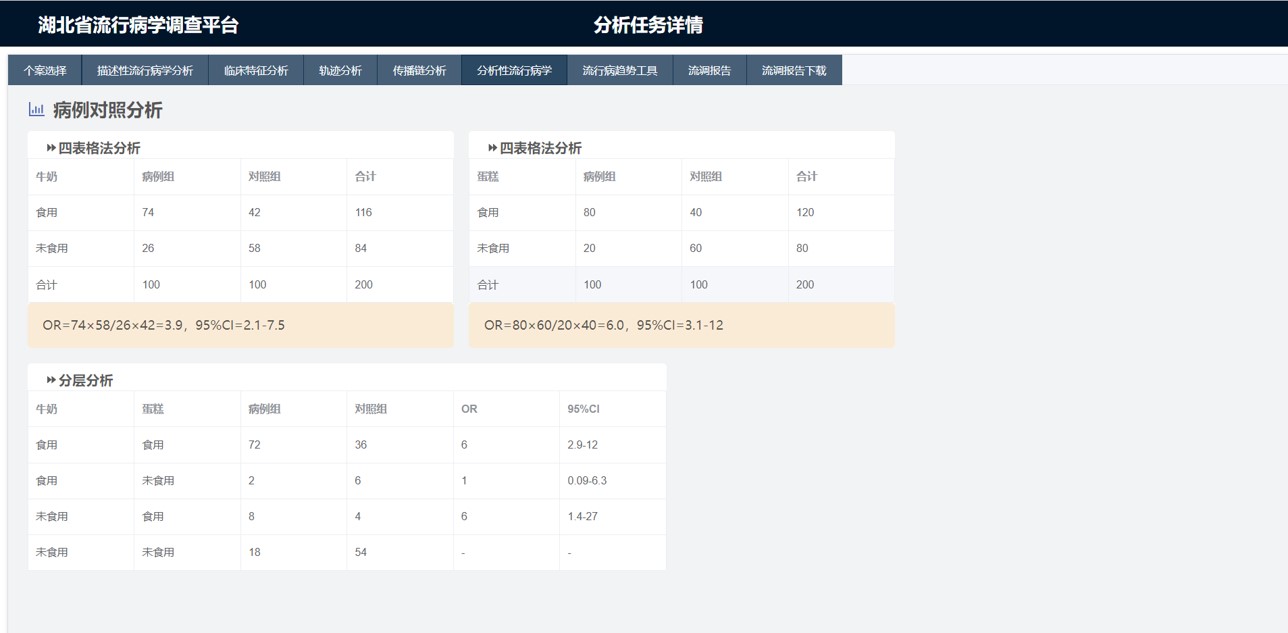 湖北省流行病学调查平台 分析任务详情
个案选择 描述性流行病学分析 临床特征分析 轨迹分析 传播链分析 分析性流行病学 流行病趋势工具 流调报告 流调报告下载
病例对照分析
四表格法分析
牛奶 病例组 对照组 合计
食用 74 42 116
未食用 26 58 84
合计 100 100 200
OR=74×58/26×42=3.9，95%CI=2.1-7.5
四表格法分析
蛋糕 病例组 对照组 合计
食用 80 40 120
未食用 20 60 80
合计 100 100 200
OR=80×60/20×40=6.0，95%CI=3.1-12
分层分析
牛奶 蛋糕 病例组 对照组 OR 95%CI
食用 食用 72 36 6 2.9-12
食用 未食用 2 6 1 0.09-6.3
未食用 食用 8 4 6 1.4-27
未食用 未食用 18 54 - -